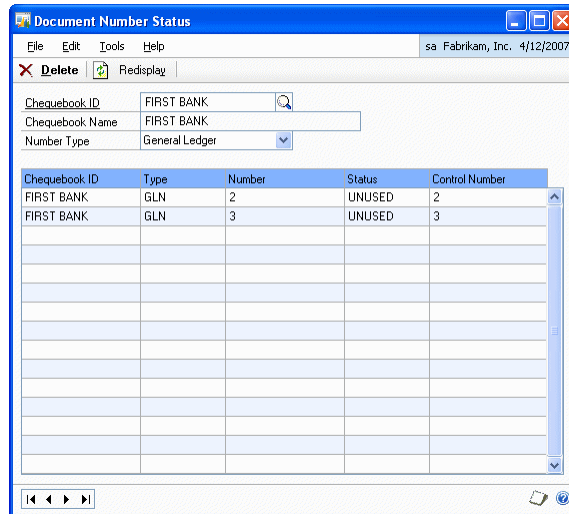 Document Number Status
File Edit Tools Help sa Fabrikam, Inc. 4/12/2007
Delete Redisplay
Chequebook ID FIRST BANK
Chequebook Name FIRST BANK
Number Type General Ledger
Chequebook ID Type Number Status Control Number
FIRST BANK GLN 2 UNUSED 2
FIRST BANK GLN 3 UNUSED 3